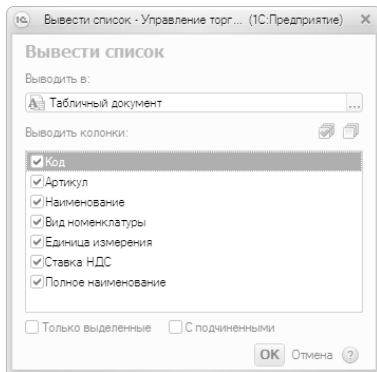 Вывести список - Управление торг... (1С:Предприятие)
Вывести список
Выводить в:
Табличный документ ...
Выводить колонки:
Код
Артикул
Наименование
Вид номенклатуры
Единица измерения
Ставка НДС
Полное наименование
Только выделенные С подчиненными
ОК Отмена ?